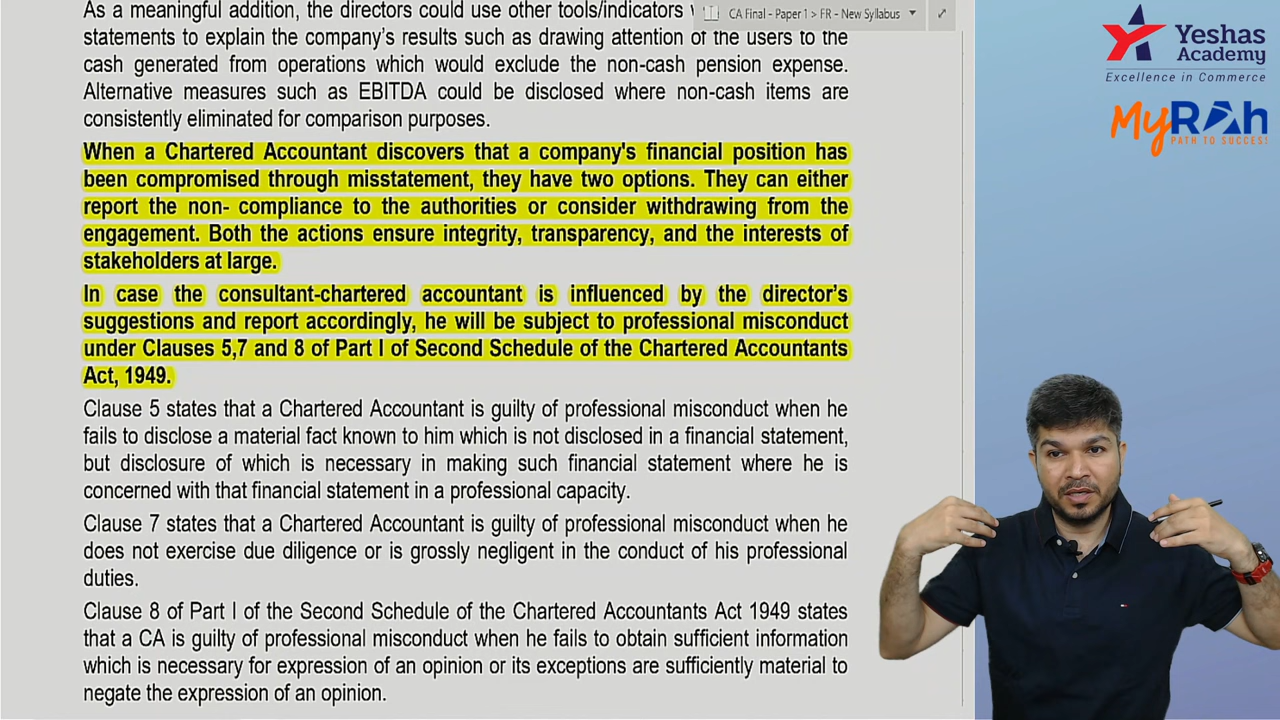 As a meaningful addition, the directors could use other tools/indicators
CA Final - Paper 1 > FR - New Syllabus
statements to explain the company's results such as drawing attention of the users to the
cash generated from operations which would exclude the non-cash pension expense.
Alternative measures such as EBITDA could be disclosed where non-cash items are
consistently eliminated for comparison purposes.
When a Chartered Accountant discovers that a company's financial position has
been compromised through misstatement, they have two options. They can either
report the non- compliance to the authorities or consider withdrawing from the
engagement. Both the actions ensure integrity, transparency, and the interests of
stakeholders at large.
In case the consultant-chartered accountant is influenced by the director's
suggestions and report accordingly, he will be subject to professional misconduct
under Clauses 5,7 and 8 of Part I of Second Schedule of the Chartered Accountants
Act, 1949.
Clause 5 states that a Chartered Accountant is guilty of professional misconduct when he
fails to disclose a material fact known to him which is not disclosed in a financial statement,
but disclosure of which is necessary in making such financial statement where he is
concerned with that financial statement in a professional capacity.
Clause 7 states that a Chartered Accountant is guilty of professional misconduct when he
does not exercise due diligence or is grossly negligent in the conduct of his professional
duties.
Clause 8 of Part I of the Second Schedule of the Chartered Accountants Act 1949 states
that a CA is guilty of professional misconduct when he fails to obtain sufficient information
which is necessary for expression of an opinion or its exceptions are sufficiently material to
negate the expression of an opinion.
Yeshas
Academy
Excellence in Commerce
MyRAh
PATH TO SUCCESS!